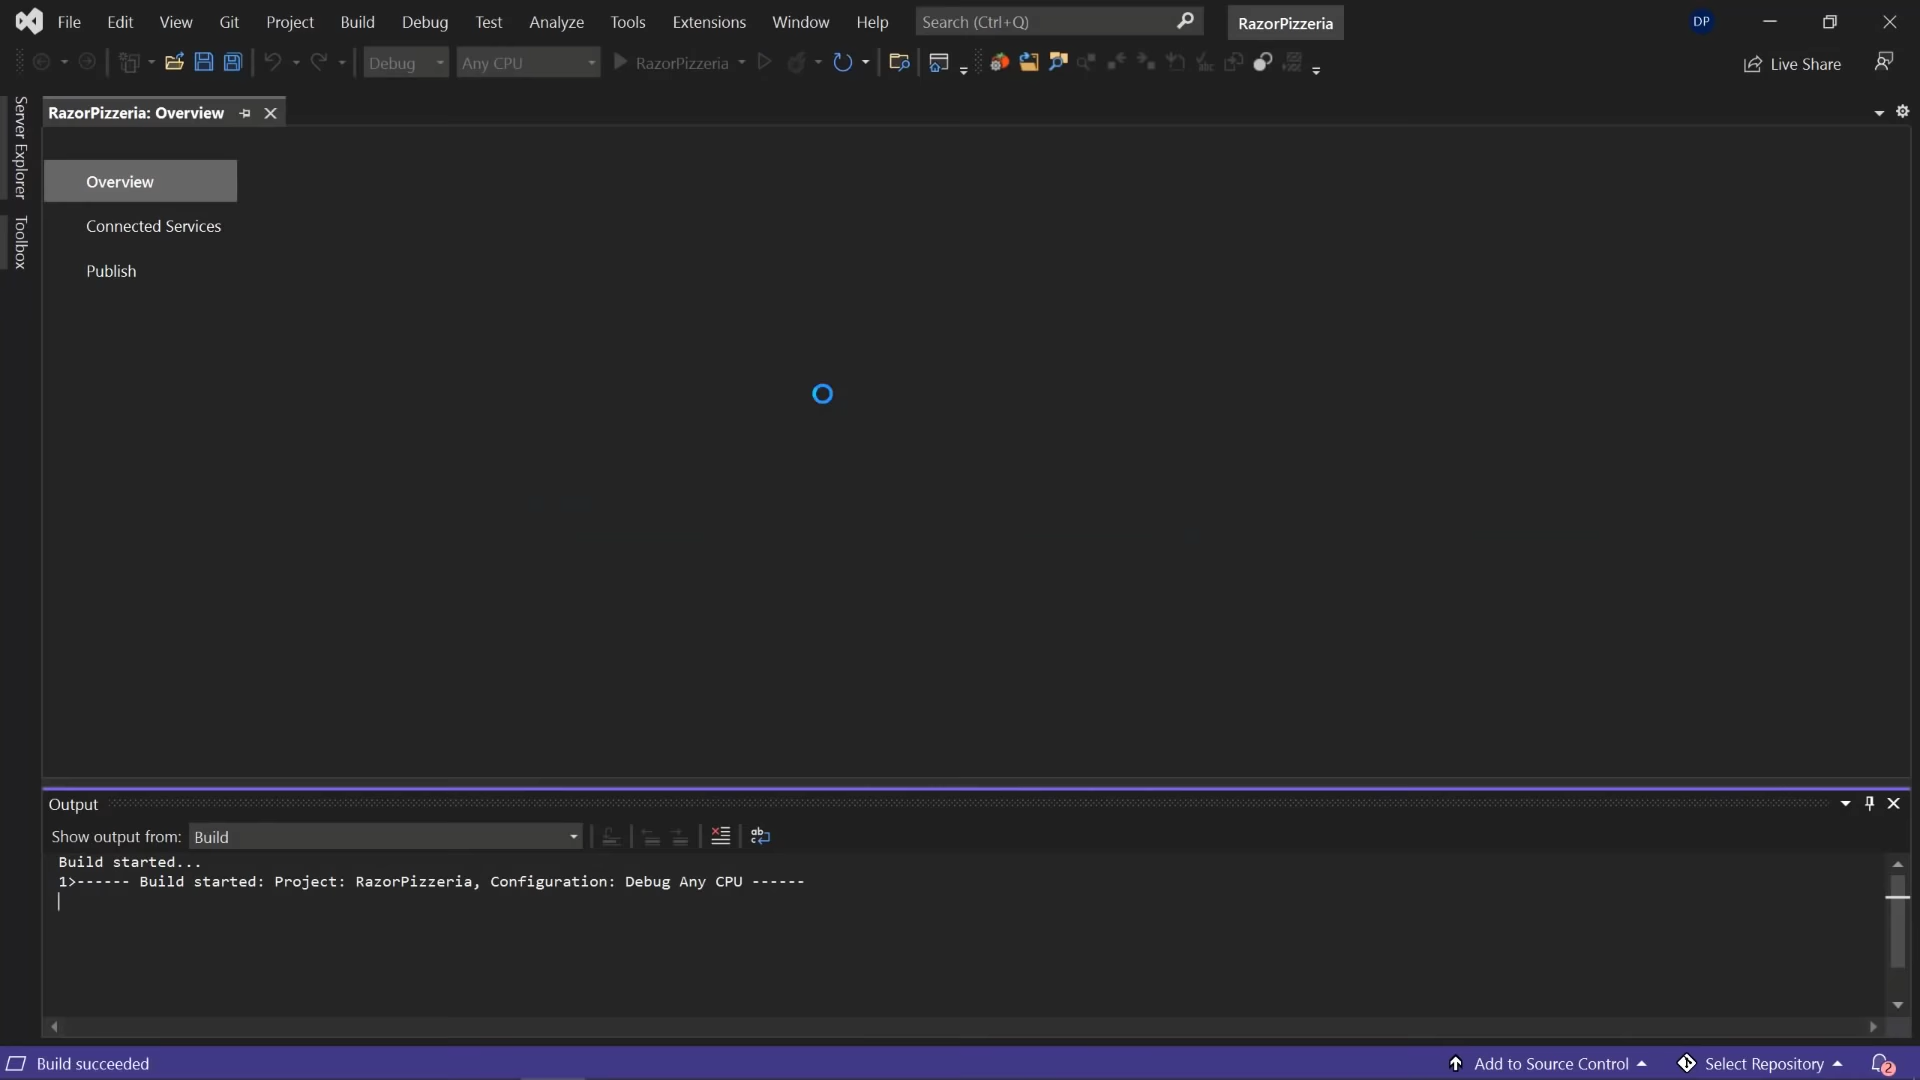 File Edit View Git Project Build Debug Test Analyze Tools Extensions Window Help Search (Ctrl+Q) RazorPizzeria DP
Debug Any CPU RazorPizzeria Live Share
RazorPizzeria: Overview
Server Explorer
Toolbox
Overview
Connected Services
Publish
Output
Show output from: Build
Build started...
1>------ Build started: Project: RazorPizzeria, Configuration: Debug Any CPU ------
Build succeeded Add to Source Control Select Repository 2